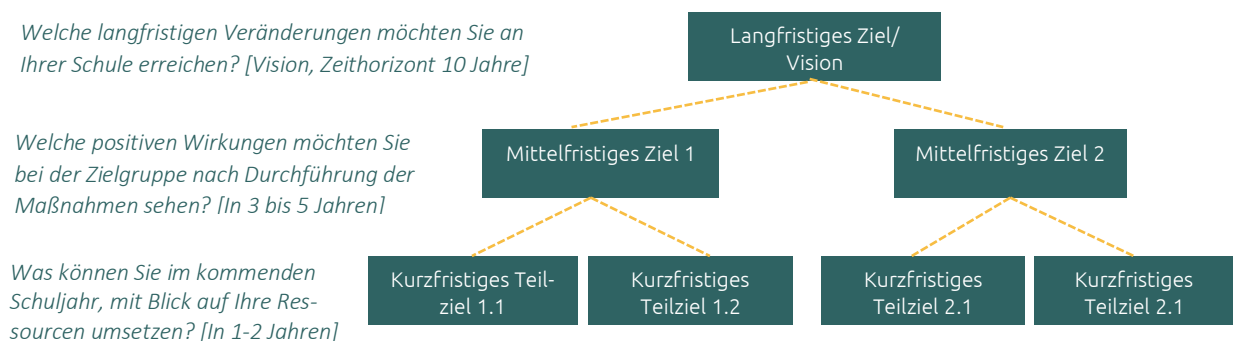 Welche langfristigen Veränderungen möchten Sie an
Ihrer Schule erreichen? [Vision, Zeithorizont 10 Jahre]
Langfristiges Ziel/
Vision
Welche positiven Wirkungen möchten Sie
bei der Zielgruppe nach Durchführung der
Maßnahmen sehen? [In 3 bis 5 Jahren]
Mittelfristiges Ziel 1
Mittelfristiges Ziel 2
Was können Sie im kommenden
Schuljahr, mit Blick auf Ihre Res-
sourcen umsetzen? [In 1-2 Jahren]
Kurzfristiges Teil-
ziel 1.1
Kurzfristiges
Teilziel 1.2
Kurzfristiges
Teilziel 2.1
Kurzfristiges
Teilziel 2.1